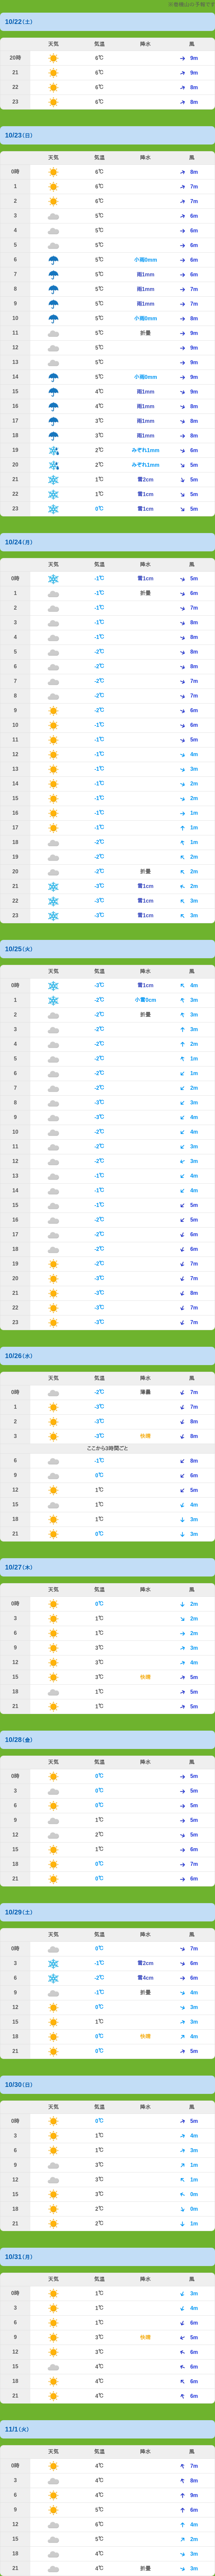 10/22(土)
天気 気温 降水 風
20時 6℃ 9m
21 6℃ 9m
22 6℃ 8m
23 6℃ 8m
10/23(日)
天気 気温 降水 風
0時 6℃ 8m
1 6℃ 7m
2 6℃ 7m
3 5℃ 6m
4 5℃ 6m
5 5℃ 6m
6 5℃ 小雨0mm 6m
7 5℃ 雨1mm 6m
8 5℃ 雨1mm 7m
9 5℃ 雨1mm 7m
10 5℃ 小雨0mm 8m
11 5℃ 折曇 9m
12 5℃ 9m
13 5℃ 9m
14 5℃ 小雨0mm 9m
15 4℃ 雨1mm 9m
16 4℃ 雨1mm 8m
17 3℃ 雨1mm 8m
18 3℃ 雨1mm 8m
19 2℃ みぞれ1mm 6m
20 2℃ みぞれ1mm 5m
21 1℃ 雪2cm 5m
22 1℃ 雪1cm 5m
23 0℃ 雪1cm 5m
10/24(月)
天気 気温 降水 風
0時 -1℃ 雪1cm 5m
1 -1℃ 折曇 6m
2 -1℃ 7m
3 -1℃ 8m
4 -1℃ 8m
5 -2℃ 8m
6 -2℃ 8m
7 -2℃ 7m
8 -2℃ 7m
9 -2℃ 6m
10 -1℃ 6m
11 -1℃ 5m
12 -1℃ 4m
13 -1℃ 3m
14 -1℃ 2m
15 -1℃ 2m
16 -1℃ 1m
17 -1℃ 1m
18 -2℃ 1m
19 -2℃ 2m
20 -2℃ 折曇 2m
21 -3℃ 雪1cm 2m
22 -3℃ 雪1cm 3m
23 -3℃ 雪1cm 3m
10/25(火)
天気 気温 降水 風
0時 -3℃ 雪1cm 4m
1 -2℃ 小雪0cm 3m
2 -2℃ 折曇 3m
3 -2℃ 3m
4 -2℃ 2m
5 -2℃ 1m
6 -2℃ 1m
7 -2℃ 2m
8 -3℃ 3m
9 -3℃ 4m
10 -2℃ 4m
11 -2℃ 3m
12 -2℃ 3m
13 -1℃ 4m
14 -1℃ 4m
15 -1℃ 5m
16 -2℃ 5m
17 -2℃ 6m
18 -2℃ 6m
19 -2℃ 7m
20 -3℃ 7m
21 -3℃ 8m
22 -3℃ 7m
23 -3℃ 7m
10/26(水)
天気 気温 降水 風
0時 -2℃ 薄曇 7m
1 -3℃ 7m
2 -3℃ 8m
3 -3℃ 快晴 8m
ここから3時間ごと
6 -1℃ 8m
9 0℃ 6m
12 1℃ 5m
15 1℃ 4m
18 1℃ 3m
21 0℃ 3m
10/27(木)
天気 気温 降水 風
0時 0℃ 2m
3 1℃ 2m
6 1℃ 2m
9 3℃ 3m
12 3℃ 4m
15 3℃ 快晴 5m
18 1℃ 5m
21 1℃ 5m
10/28(金)
天気 気温 降水 風
0時 0℃ 5m
3 0℃ 5m
6 0℃ 5m
9 1℃ 5m
12 2℃ 5m
15 1℃ 6m
18 0℃ 7m
21 0℃ 6m
10/29(土)
天気 気温 降水 風
0時 0℃ 7m
3 -1℃ 雪2cm 6m
6 -2℃ 雪4cm 6m
9 -1℃ 折曇 4m
12 0℃ 3m
15 1℃ 3m
18 0℃ 快晴 4m
21 0℃ 5m
10/30(日)
天気 気温 降水 風
0時 0℃ 5m
3 1℃ 4m
6 1℃ 3m
9 3℃ 1m
12 3℃ 1m
15 3℃ 0m
18 2℃ 0m
21 2℃ 1m
10/31(月)
天気 気温 降水 風
0時 1℃ 3m
3 1℃ 4m
6 1℃ 6m
9 3℃ 快晴 5m
12 3℃ 6m
15 4℃ 6m
18 4℃ 6m
21 4℃ 6m
11/1(火)
天気 気温 降水 風
0時 4℃ 7m
3 4℃ 8m
6 4℃ 9m
9 5℃ 6m
12 6℃ 4m
15 5℃ 2m
18 4℃ 3m
21 4℃ 折曇 3m